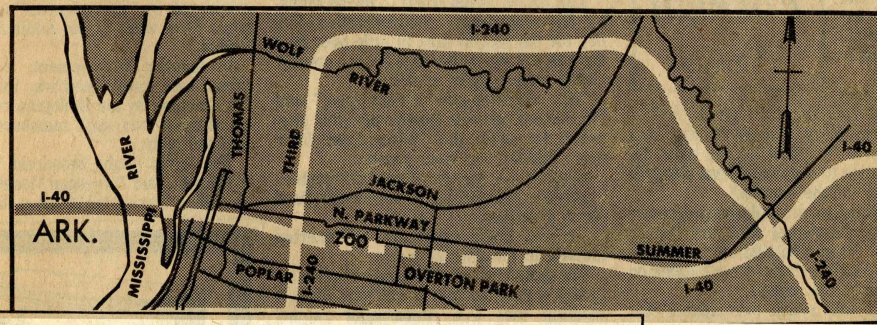 I-240
WOLF
RIVER
THOMAS
THIRD
RIVER
I-40
JACKSON
I-40
N. PARKWAY
ARK.
MISSISSIPPI
ZOO
SUMMER
POPLAR
I-240
OVERTON PARK
I-40
I-240